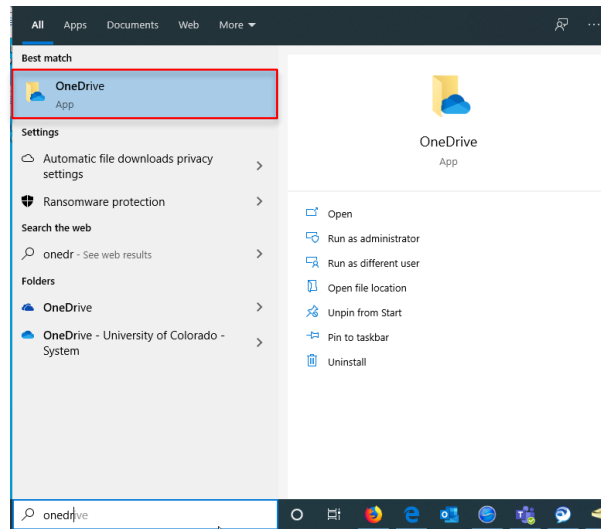 All Apps Documents Web More
Best match
OneDrive
App
Settings
Automatic file downloads privacy
settings
Ransomware protection
Search the web
onedr - See web results
Folders
OneDrive
OneDrive - University of Colorado -
System
OneDrive
App
Open
Run as administrator
Run as different user
Open file location
Unpin from Start
Pin to taskbar
Uninstall
onedrive